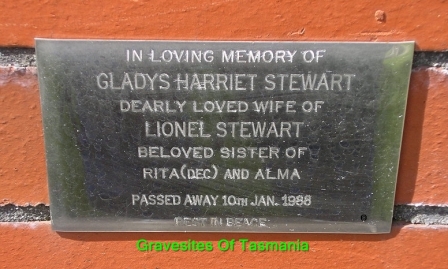 IN LOVING MEMORY OF
GLADYS HARRIET STEWART
DEARLY LOVED WIFE OF
LIONEL STEWART
BELOVED SISTER OF
RITA(DEC) AND ALMA
PASSED AWAY 10TH JAN. 1988
REST IN PEACE
Gravesites Of Tasmania